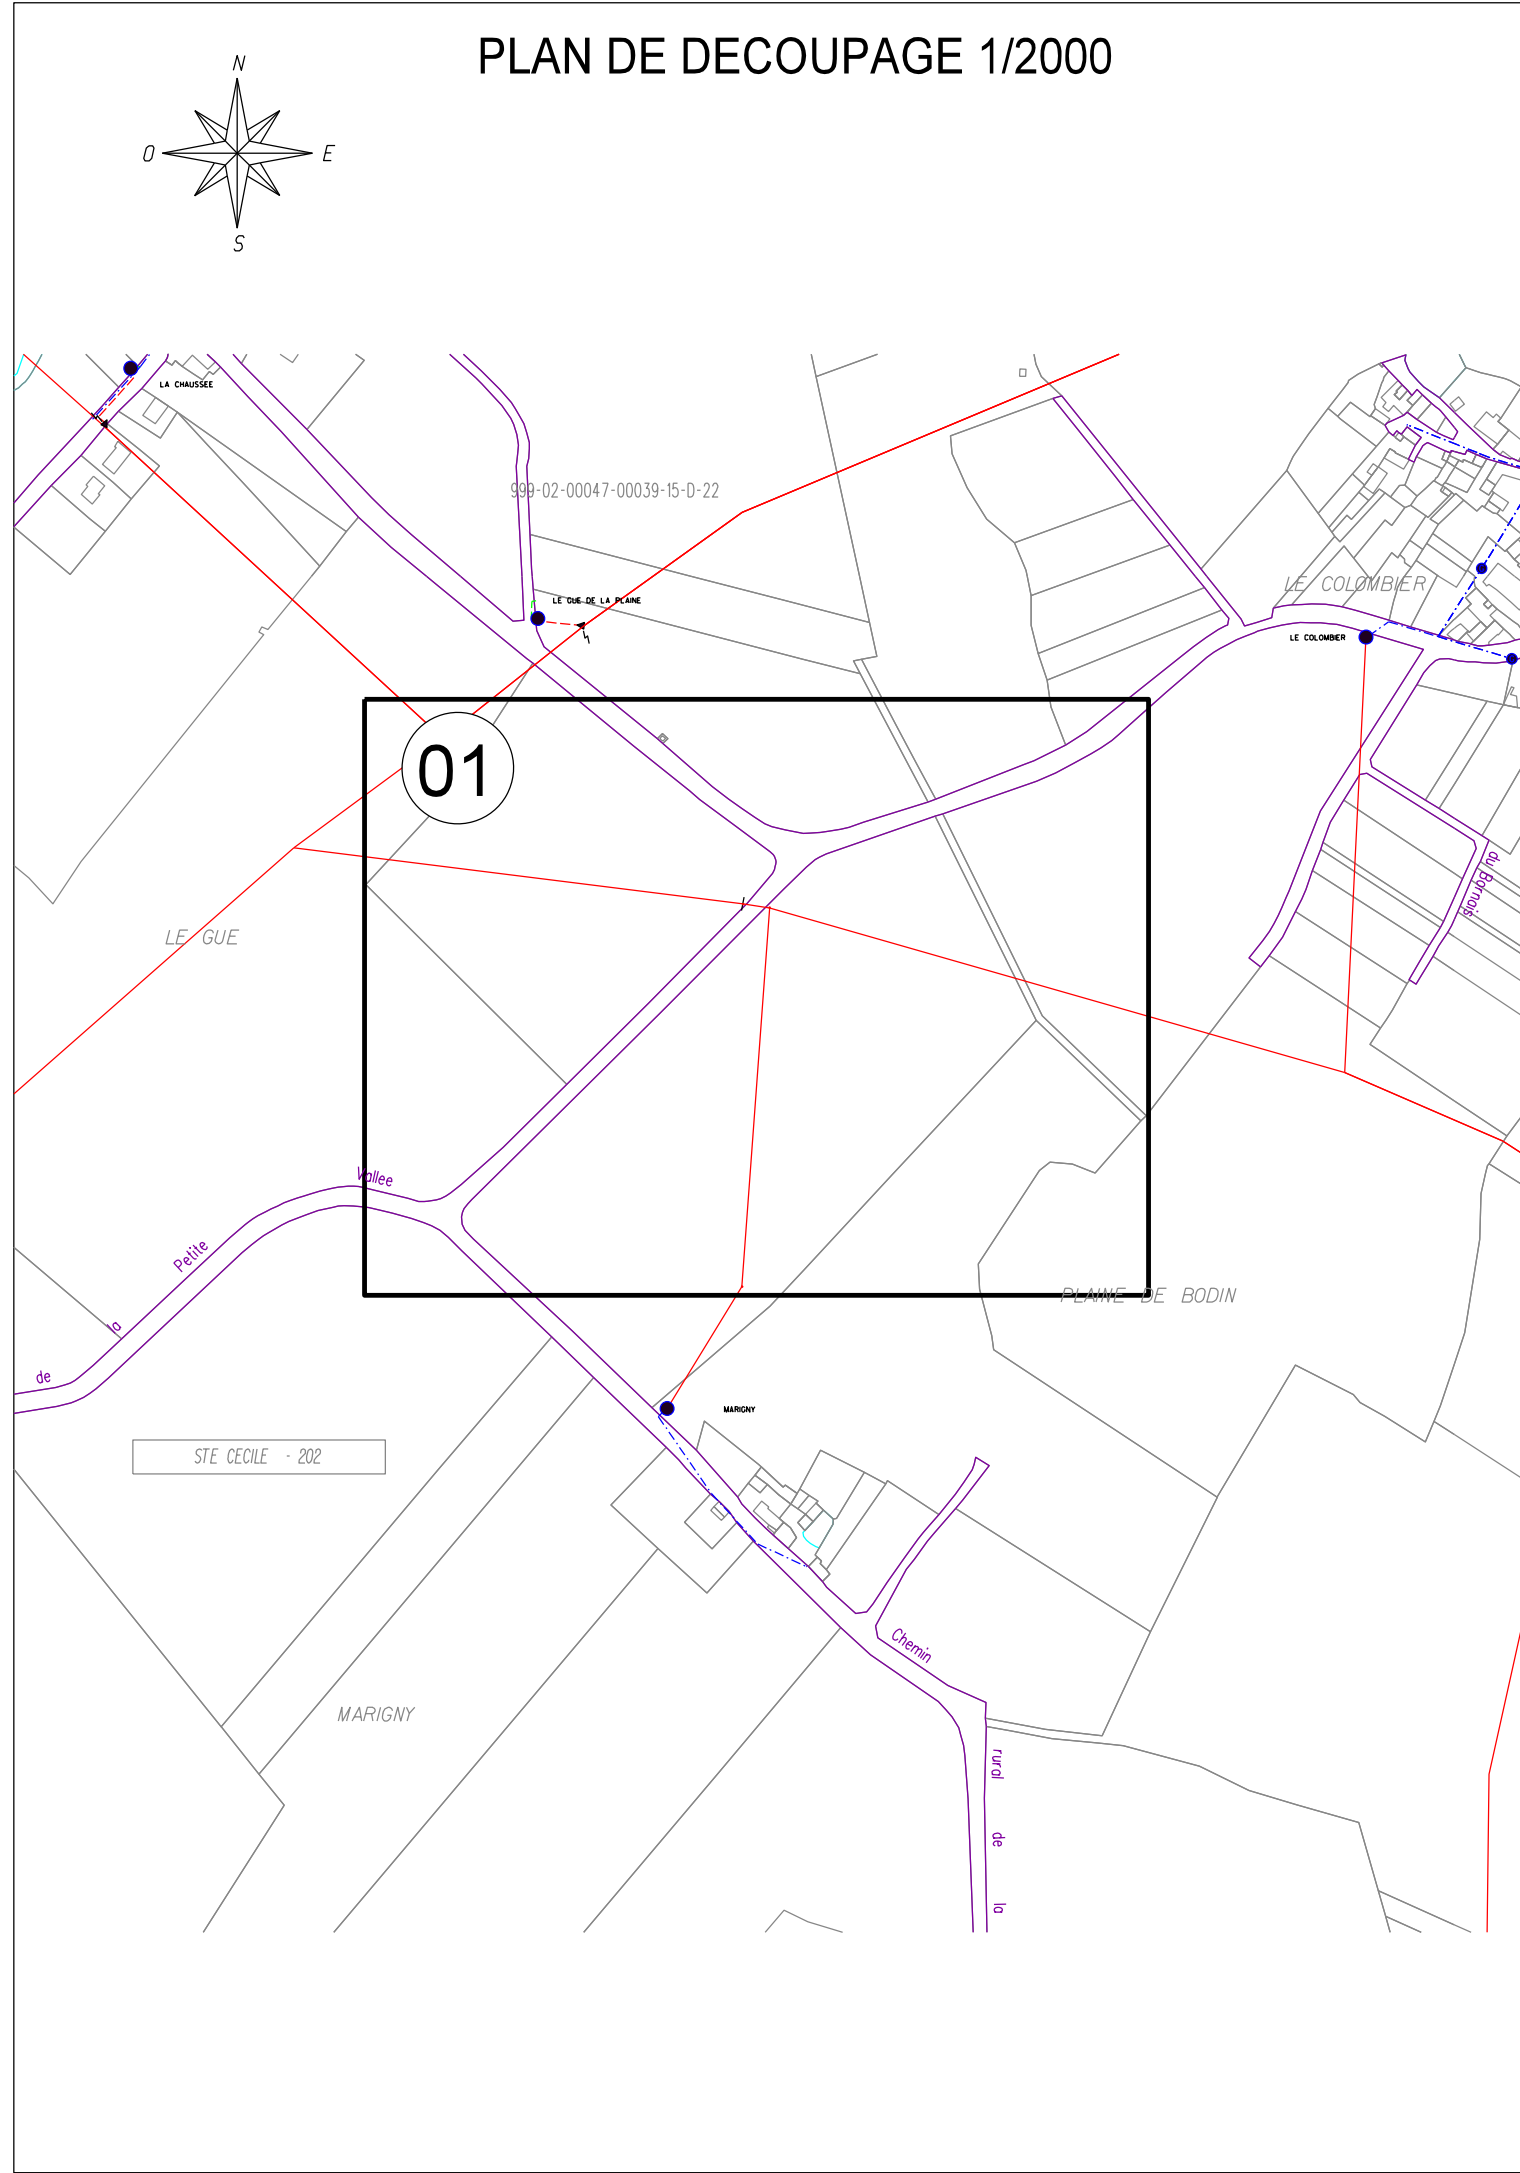 PLAN DE DECOUPAGE 1/2000
N
O
E
S
LA CHAUSSEE
999-02-00047-00039-15-D-22
LE GUE DE LA PLAINE
LE COLOMBIER
LE COLOMBIER
01
du Bornais
LE GUE
Vallee
Petite
la
de
PLAINE DE BODIN
MARIGNY
STE CECILE - 202
Chemin
MARIGNY
rural
de
la